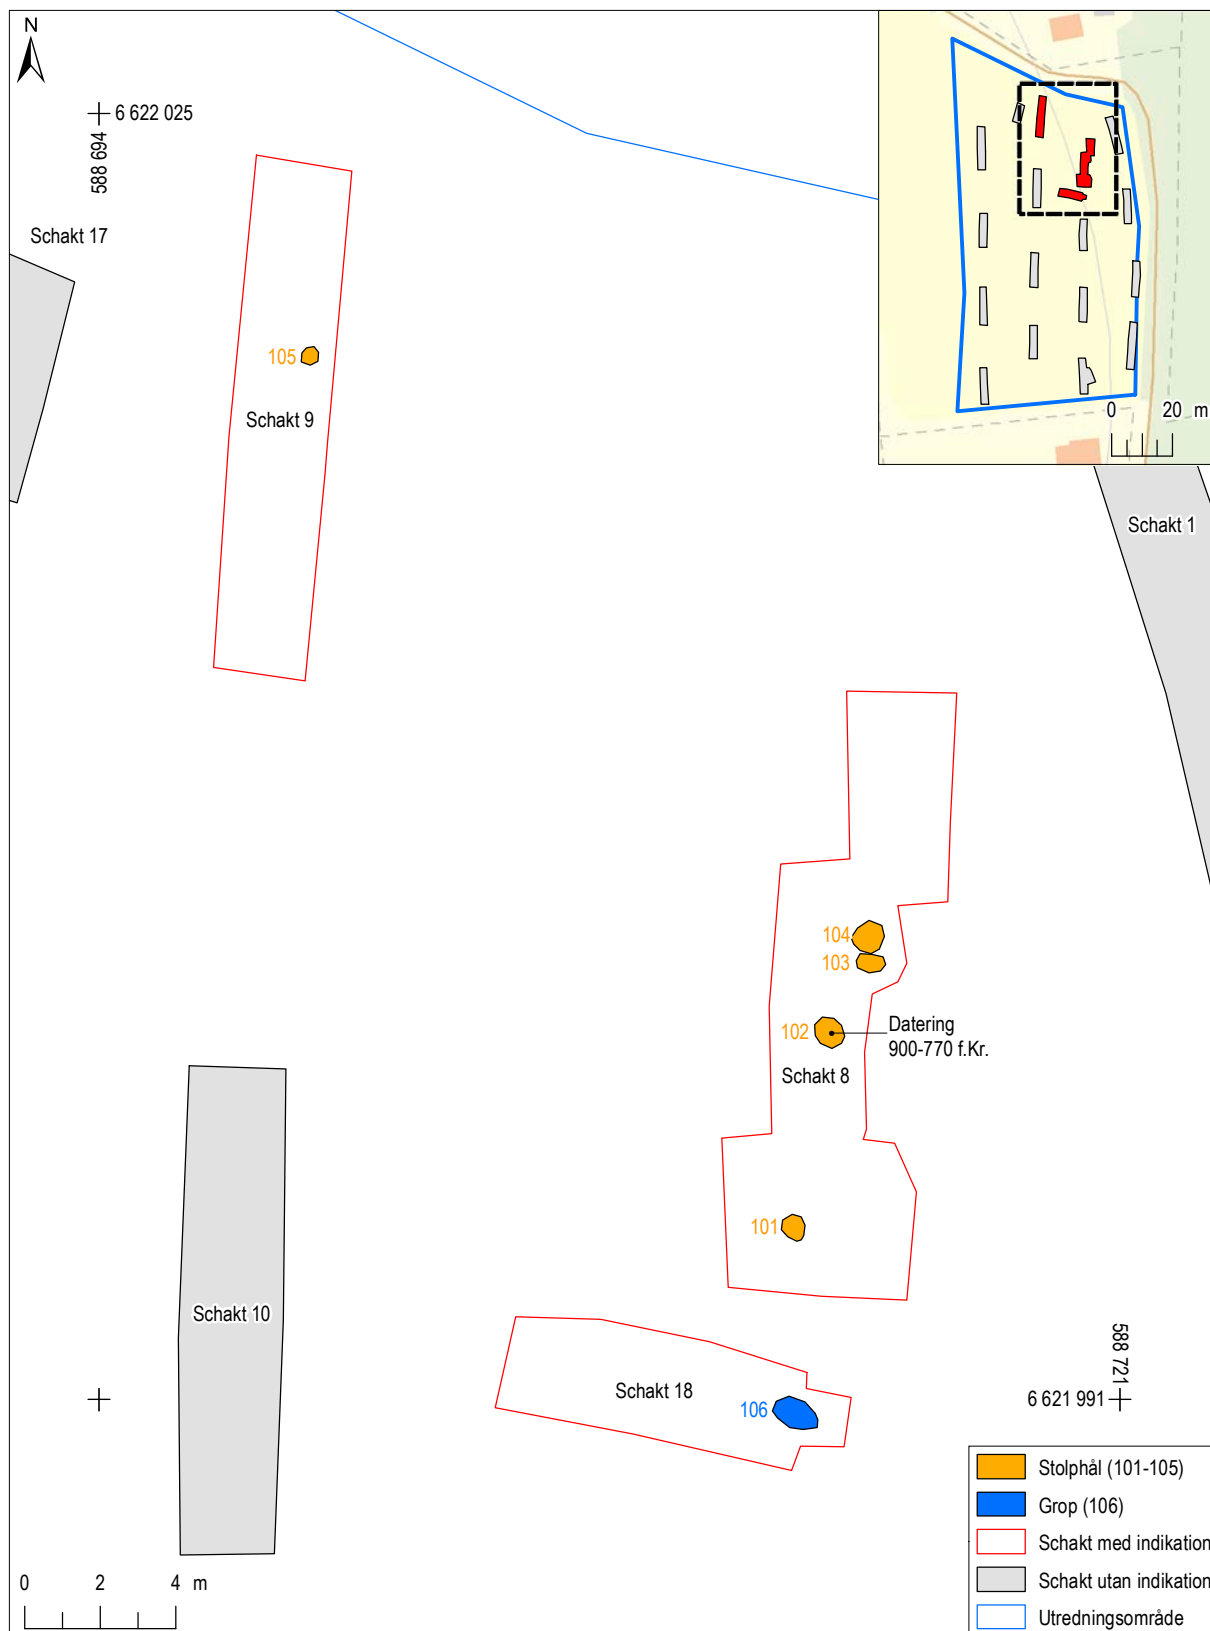 N
6 622 025
588 694
Schakt 17
105
Schakt 9
0 20 m
Schakt 1
104
103
102
Datering
900-770 f.Kr.
Schakt 8
101
Schakt 10
Schakt 18
106
588 721
6 621 991
Stolphål (101-105)
Grop (106)
Schakt med indikation
Schakt utan indikation
Utredningsområde
0 2 4 m